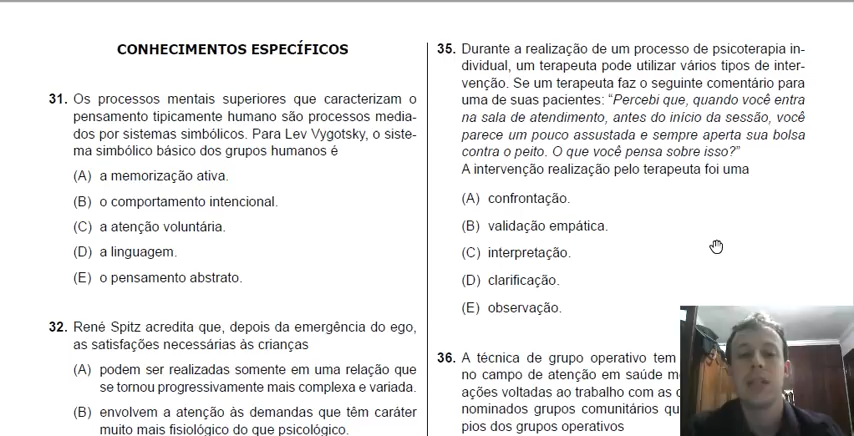 CONHECIMENTOS ESPECÍFICOS
31. Os processos mentais superiores que caracterizam o
pensamento tipicamente humano são processos media-
dos por sistemas simbólicos. Para Lev Vygotsky, o siste-
ma simbólico básico dos grupos humanos é
(A) a memorização ativa.
(B) o comportamento intencional.
(C) a atenção voluntária.
(D) a linguagem.
(E) o pensamento abstrato.
32. René Spitz acredita que, depois da emergência do ego,
as satisfações necessárias às crianças
(A) podem ser realizadas somente em uma relação que
se tornou progressivamente mais complexa e variada.
(B) envolvem a atenção às demandas que têm caráter
muito mais fisiológico do que psicológico.
35. Durante a realização de um processo de psicoterapia in-
dividual, um terapeuta pode utilizar vários tipos de inter-
venção. Se um terapeuta faz o seguinte comentário para
uma de suas pacientes: “Percebi que, quando você entra
na sala de atendimento, antes do início da sessão, você
parece um pouco assustada e sempre aperta sua bolsa
contra o peito. O que você pensa sobre isso?”
A intervenção realização pelo terapeuta foi uma
(A) confrontação.
(B) validação empática.
(C) interpretação.
(D) clarificação.
(E) observação.
36. A técnica de grupo operativo tem
no campo de atenção em saúde m
ações voltadas ao trabalho com as c
nominados grupos comunitários qu
pios dos grupos operativos